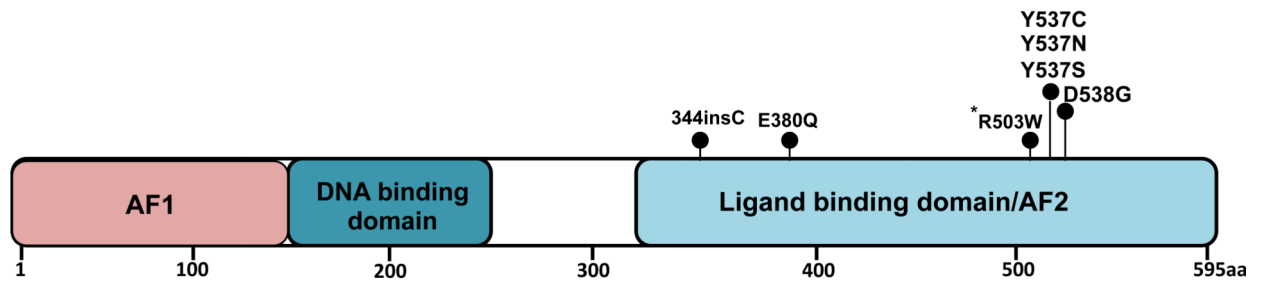 Y537C
Y537N
Y537S
D538G
344insC
E380Q
*R503W
AF1
DNA binding
domain
Ligand binding domain/AF2
1
100
200
300
400
500
595aa